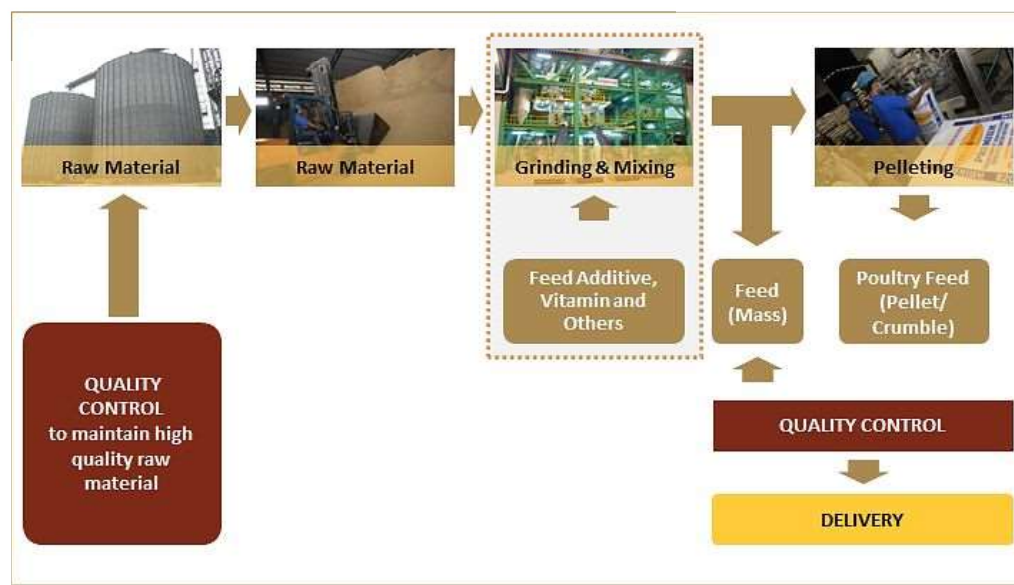 Raw Material
Raw Material
Grinding & Mixing
Pelleting
Feed Additive,
Vitamin and
Others
Feed
(Mass)
Poultry Feed
(Pellet/
Crumble)
QUALITY
CONTROL
to maintain high
quality raw
material
QUALITY CONTROL
DELIVERY